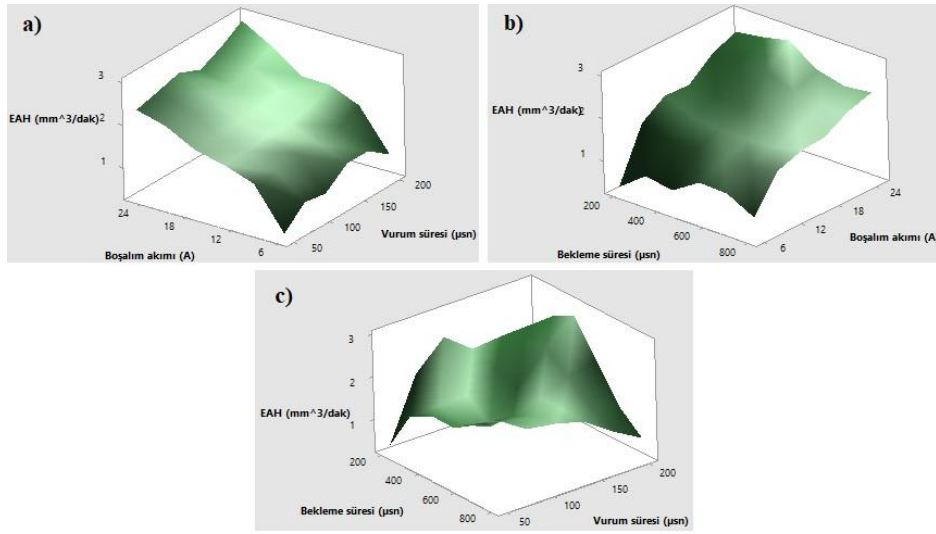 a)
3
EAH (mm^3/dak)
2
1
24
18
12
6
Boşalım akımı (A)
50
100
150
200
Vurum süresi (µsn)
b)
3
EAH (mm^3/dak)
2
1
200
400
600
800
Bekleme süresi (µsn)
6
12
18
24
Boşalım akımı (A
c)
3
2
EAH (mm^3/dak)
1
200
400
600
800
Bekleme süresi (µsn)
50
100
150
200
Vurum süresi (µsn)